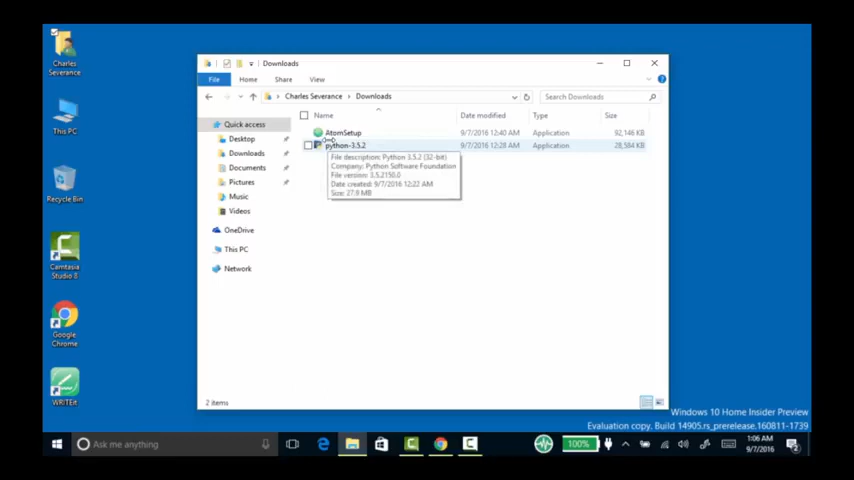 Charles
Severance
This PC
Recycle Bin
Camtasia
Studio 8
Google
Chrome
WRITEit
Downloads
File Home Share View
Charles Severance > Downloads
Search Downloads
Name Date modified Type Size
AtomSetup 9/7/2016 12:40 AM Application 92,146 KB
python-3.5.2 9/7/2016 12:28 AM Application 28,584 KB
File description: Python 3.5.2 (32-bit)
Company: Python Software Foundation
File version: 3.5.2150.0
Date created: 9/7/2016 12:22 AM
Size: 27.9 MB
Quick access
Desktop
Downloads
Documents
Pictures
Music
Videos
OneDrive
This PC
Network
2 items
Windows 10 Home Insider Preview
Evaluation copy. Build 14905.rs_prerelease.160811-1739
Ask me anything
100%
1:06 AM
9/7/2016